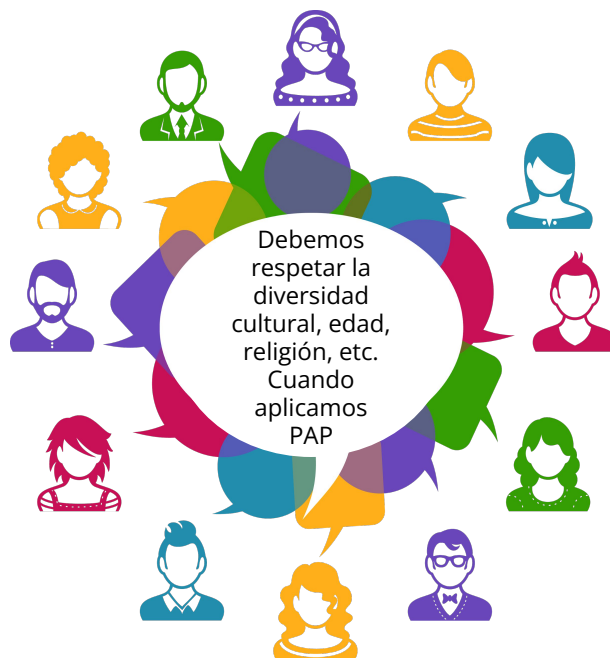 Debemos
respetar la
diversidad
cultural, edad,
religión, etc.
Cuando
aplicamos
PAP